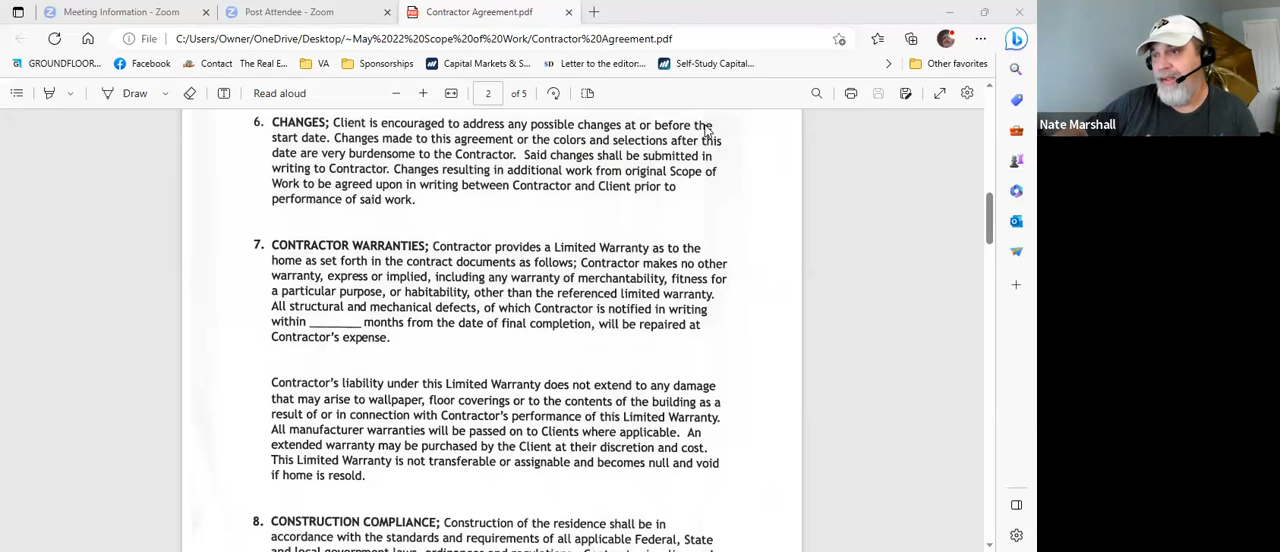 Meeting Information - Zoom
Post Attendee - Zoom
Contractor Agreement.pdf
File
C:/Users/Owner/OneDrive/Desktop/~May%2022%20Scope%20of%20Work/Contractor%20Agreement.pdf
GROUNDFLOOR...
Facebook
Contact The Real E...
VA
Sponsorships
Capital Markets & S...
SD Letter to the editor:...
Self-Study Capital...
Other favorites
Draw
Read aloud
2 of 5
6. CHANGES; Client is encouraged to address any possible changes at or before the
start date. Changes made to this agreement or the colors and selections after this
date are very burdensome to the Contractor. Said changes shall be submitted in
writing to Contractor. Changes resulting in additional work from original Scope of
Work to be agreed upon in writing between Contractor and Client prior to
performance of said work.
7. CONTRACTOR WARRANTIES; Contractor provides a Limited Warranty as to the
home as set forth in the contract documents as follows; Contractor makes no other
warranty, express or implied, including any warranty of merchantability, fitness for
a particular purpose, or habitability, other than the referenced limited warranty.
All structural and mechanical defects, of which Contractor is notified in writing
within ________ months from the date of final completion, will be repaired at
Contractor's expense.
Contractor's liability under this Limited Warranty does not extend to any damage
that may arise to wallpaper, floor coverings or to the contents of the building as a
result of or in connection with Contractor's performance of this Limited Warranty.
All manufacturer warranties will be passed on to Clients where applicable. An
extended warranty may be purchased by the Client at their discretion and cost.
This Limited Warranty is not transferable or assignable and becomes null and void
if home is resold.
8. CONSTRUCTION COMPLIANCE; Construction of the residence shall be in
accordance with the standards and requirements of all applicable Federal, State
and local government laws, ordinances and regulations.
Nate Marshall